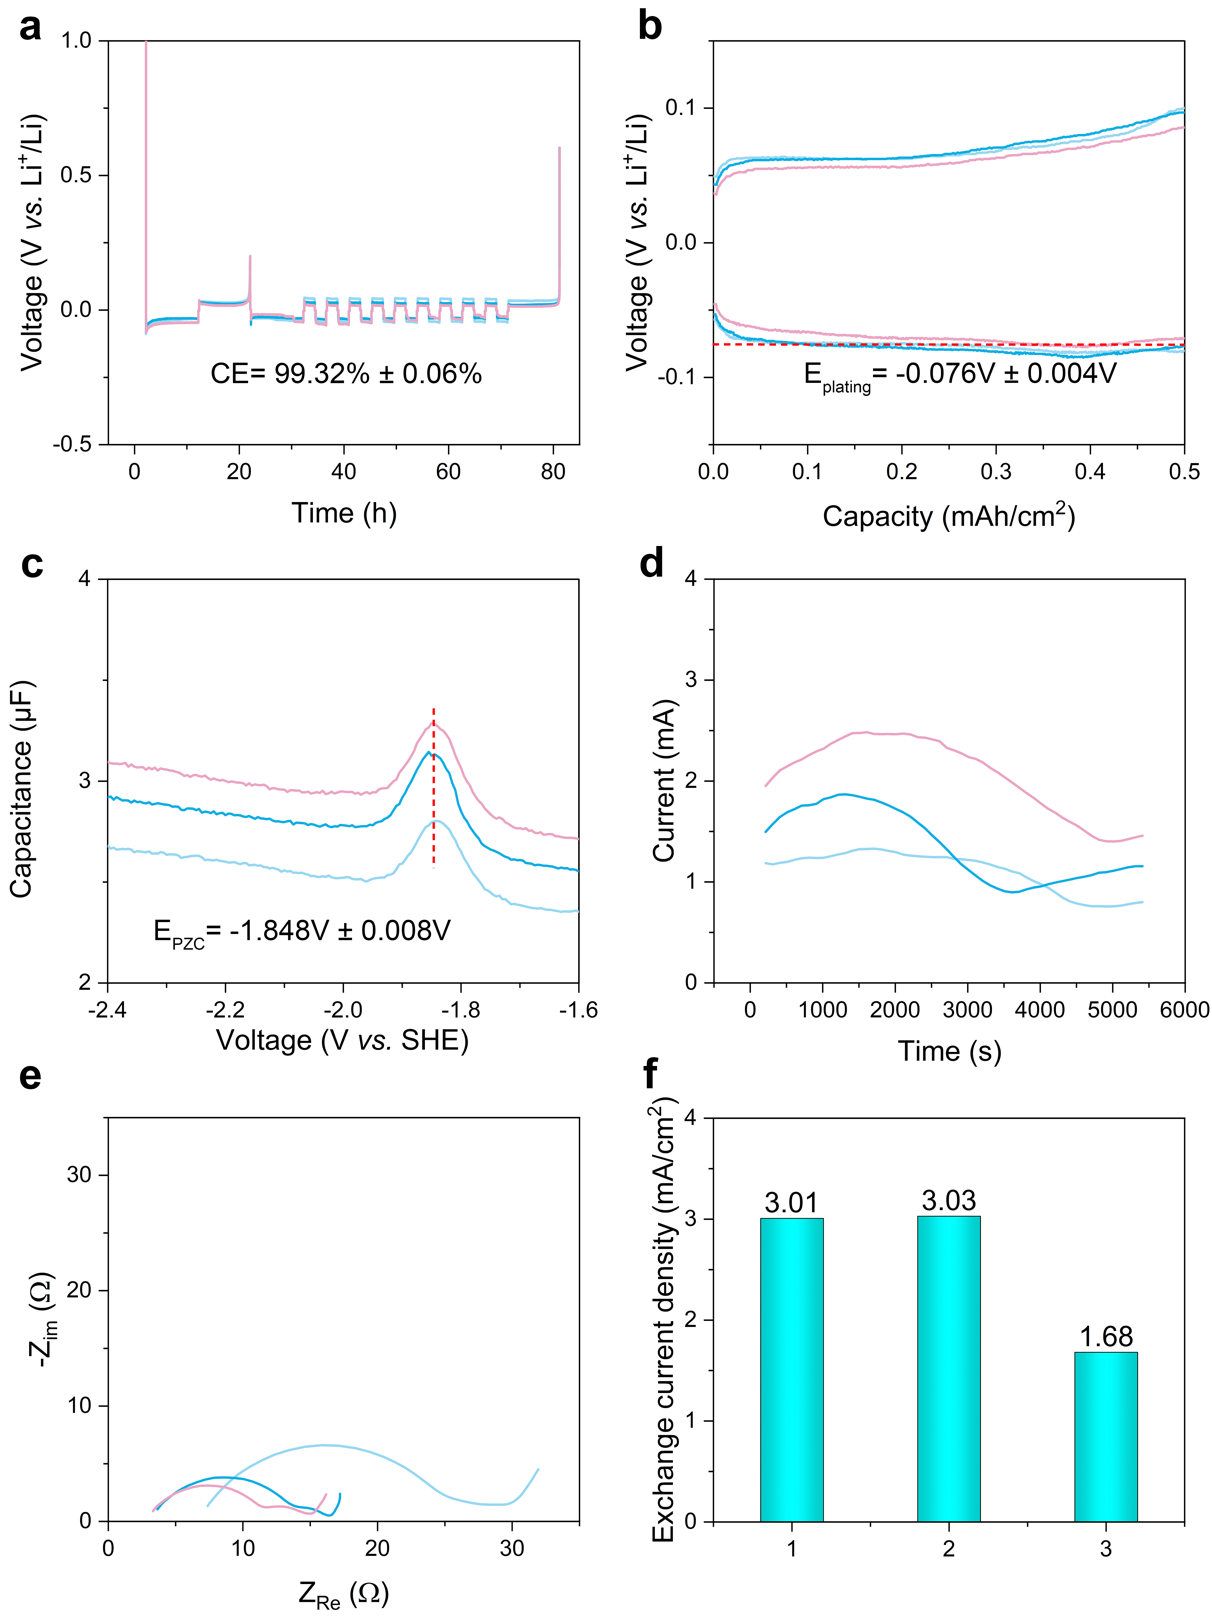 a
1.0
0.5
0.0
-0.5
Voltage (V vs. Li⁺/Li)
CE= 99.32% ± 0.06%
0 20 40 60 80
Time (h)
b
0.1
0.0
-0.1
Voltage (V vs. Li⁺/Li)
E_plating= -0.076V ± 0.004V
0.0 0.1 0.2 0.3 0.4 0.5
Capacity (mAh/cm²)
c
4
3
2
Capacitance (μF)
E_PZC= -1.848V ± 0.008V
-2.4 -2.2 -2.0 -1.8 -1.6
Voltage (V vs. SHE)
d
4
3
2
1
0
Current (mA)
0 1000 2000 3000 4000 5000 6000
Time (s)
e
30
20
10
0
-Z_im (Ω)
0 10 20 30
Z_Re (Ω)
f
4
3
2
1
0
Exchange current density (mA/cm²)
3.01
3.03
1.68
1 2 3